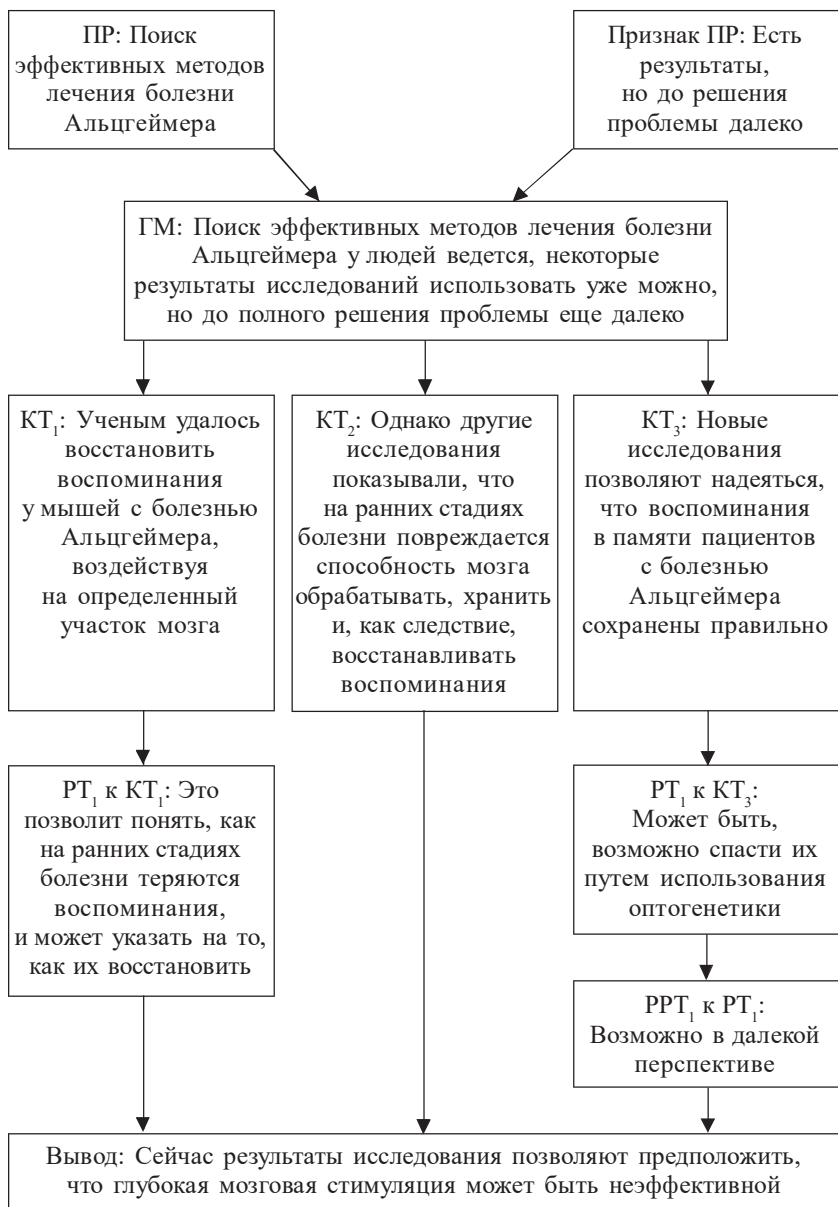 ПР: Поиск
эффективных методов
лечения болезни
Альцгеймера
Признак ПР: Есть
результаты,
но до решения
проблемы далеко
ГМ: Поиск эффективных методов лечения болезни
Альцгеймера у людей ведется, некоторые
результаты исследований использовать уже можно,
но до полного решения проблемы еще далеко
КТ₁: Ученым удалось
восстановить
воспоминания
у мышей с болезнью
Альцгеймера,
воздействуя
на определенный
участок мозга
КТ₂: Однако другие
исследования
показывали, что
на ранних стадиях
болезни повреждается
способность мозга
обрабатывать, хранить
и, как следствие,
восстанавливать
воспоминания
КТ₃: Новые
исследования
позволяют надеяться,
что воспоминания
в памяти пациентов
с болезнью
Альцгеймера
сохранены правильно
РТ₁ к КТ₁: Это
позволит понять, как
на ранних стадиях
болезни теряются
воспоминания,
и может указать на то,
как их восстановить
РТ₁ к КТ₃:
Может быть,
возможно спасти их
путем использования
оптогенетики
РРТ₁ к РТ₁:
Возможно в далекой
перспективе
Вывод: Сейчас результаты исследования позволяют предположить,
что глубокая мозговая стимуляция может быть неэффективной